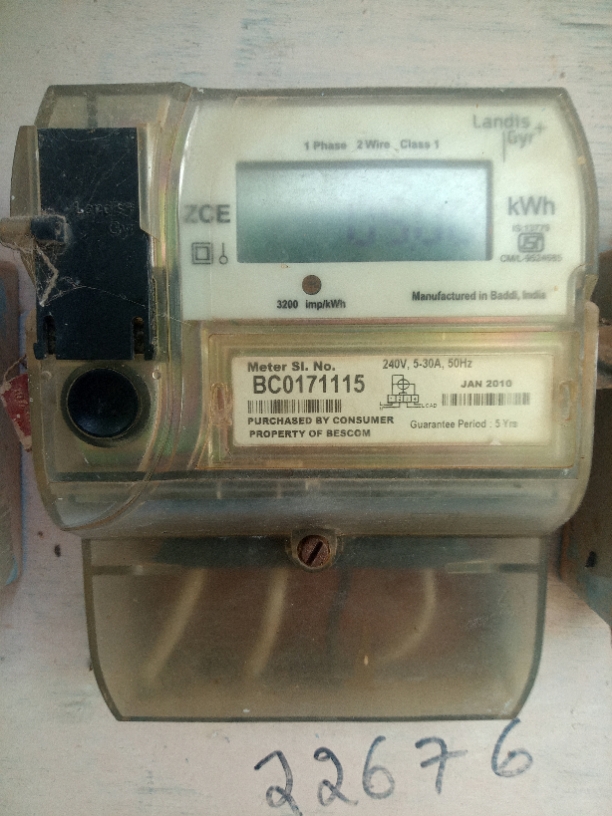 Landis
Gyr+
1 Phase 2 Wire Class 1
Landis
Gyr
ZCE
kWh
IS:13779
3200 imp/kWh
Manufactured in Baddi, India
Meter Sl. No.
240V, 5-30A, 50Hz
BC0171115
JAN 2010
PURCHASED BY CONSUMER
Guarantee Period : 5 Yrs
PROPERTY OF BESCOM
22676